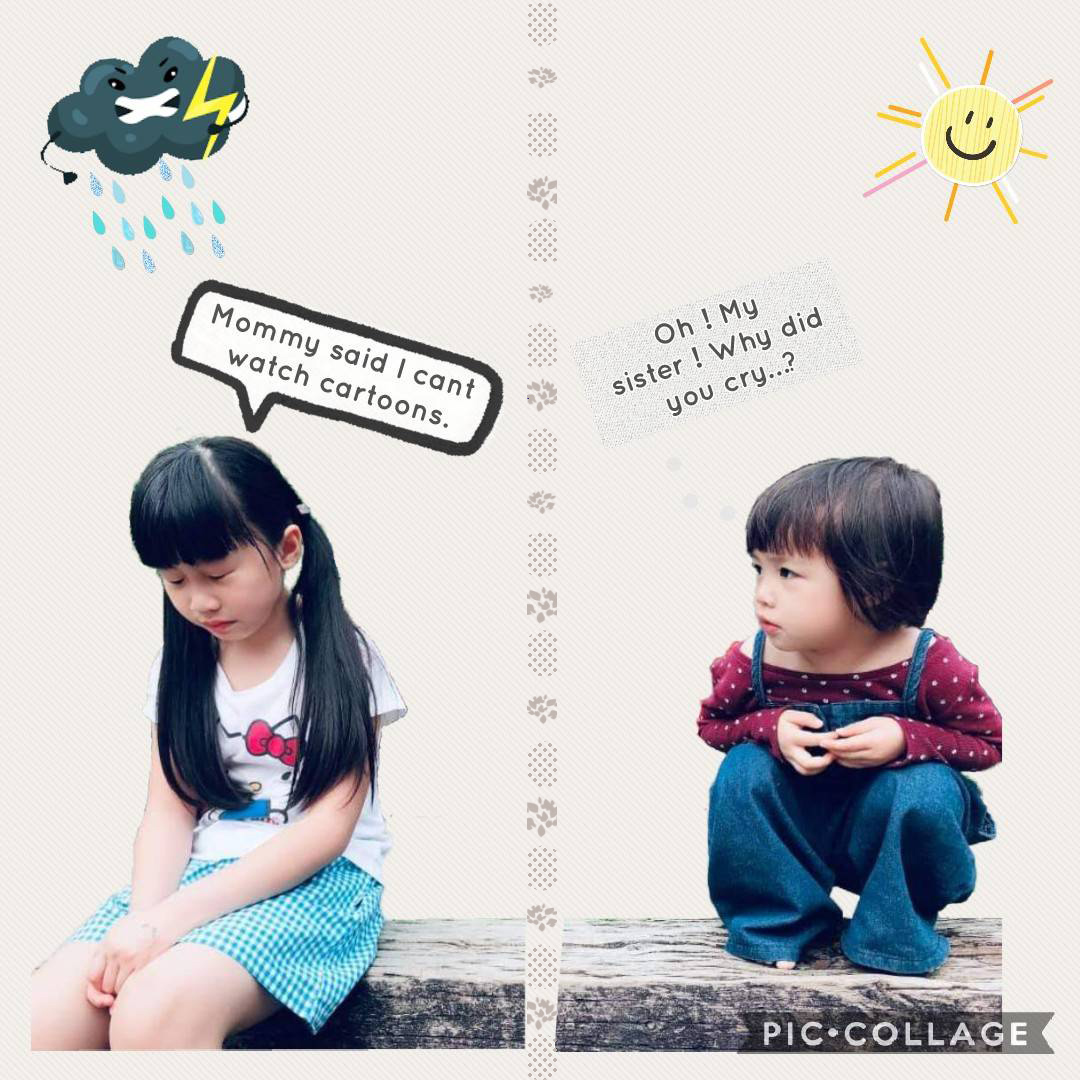 Mommy said I cant
watch cartoons.
Oh ! My
sister ! Why did
you cry...?
PIC•COLLAGE